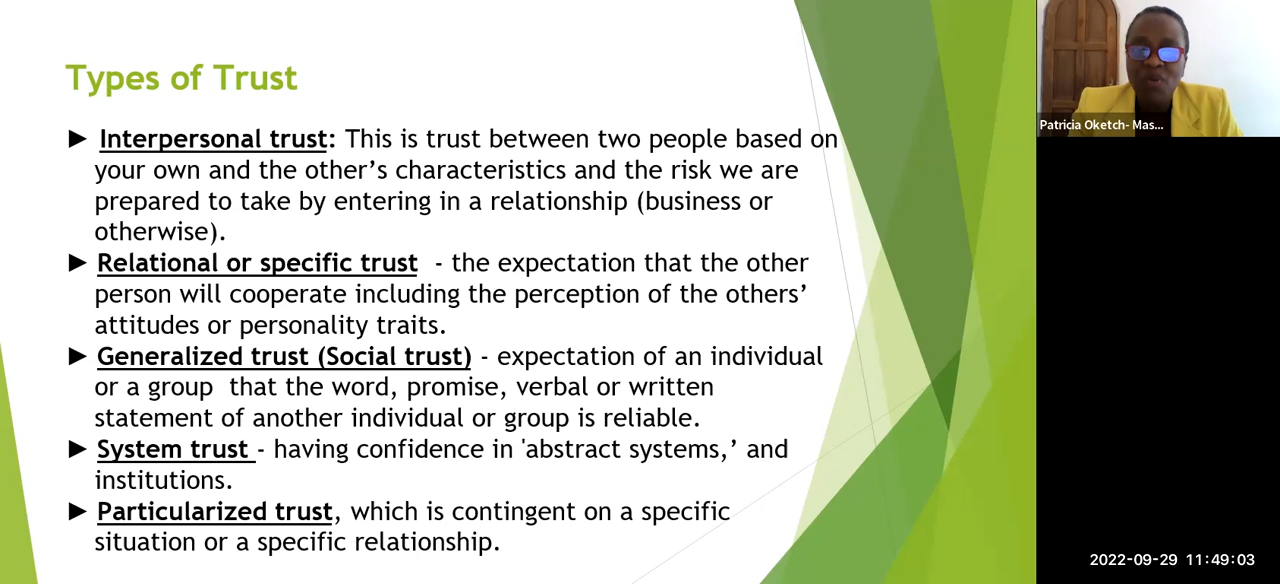 Types of Trust
► Interpersonal trust: This is trust between two people based on
your own and the other’s characteristics and the risk we are
prepared to take by entering in a relationship (business or
otherwise).
► Relational or specific trust - the expectation that the other
person will cooperate including the perception of the others’
attitudes or personality traits.
► Generalized trust (Social trust) - expectation of an individual
or a group that the word, promise, verbal or written
statement of another individual or group is reliable.
► System trust - having confidence in 'abstract systems,’ and
institutions.
► Particularized trust, which is contingent on a specific
situation or a specific relationship.
Patricia Oketch- Mas...
2022-09-29 11:49:03